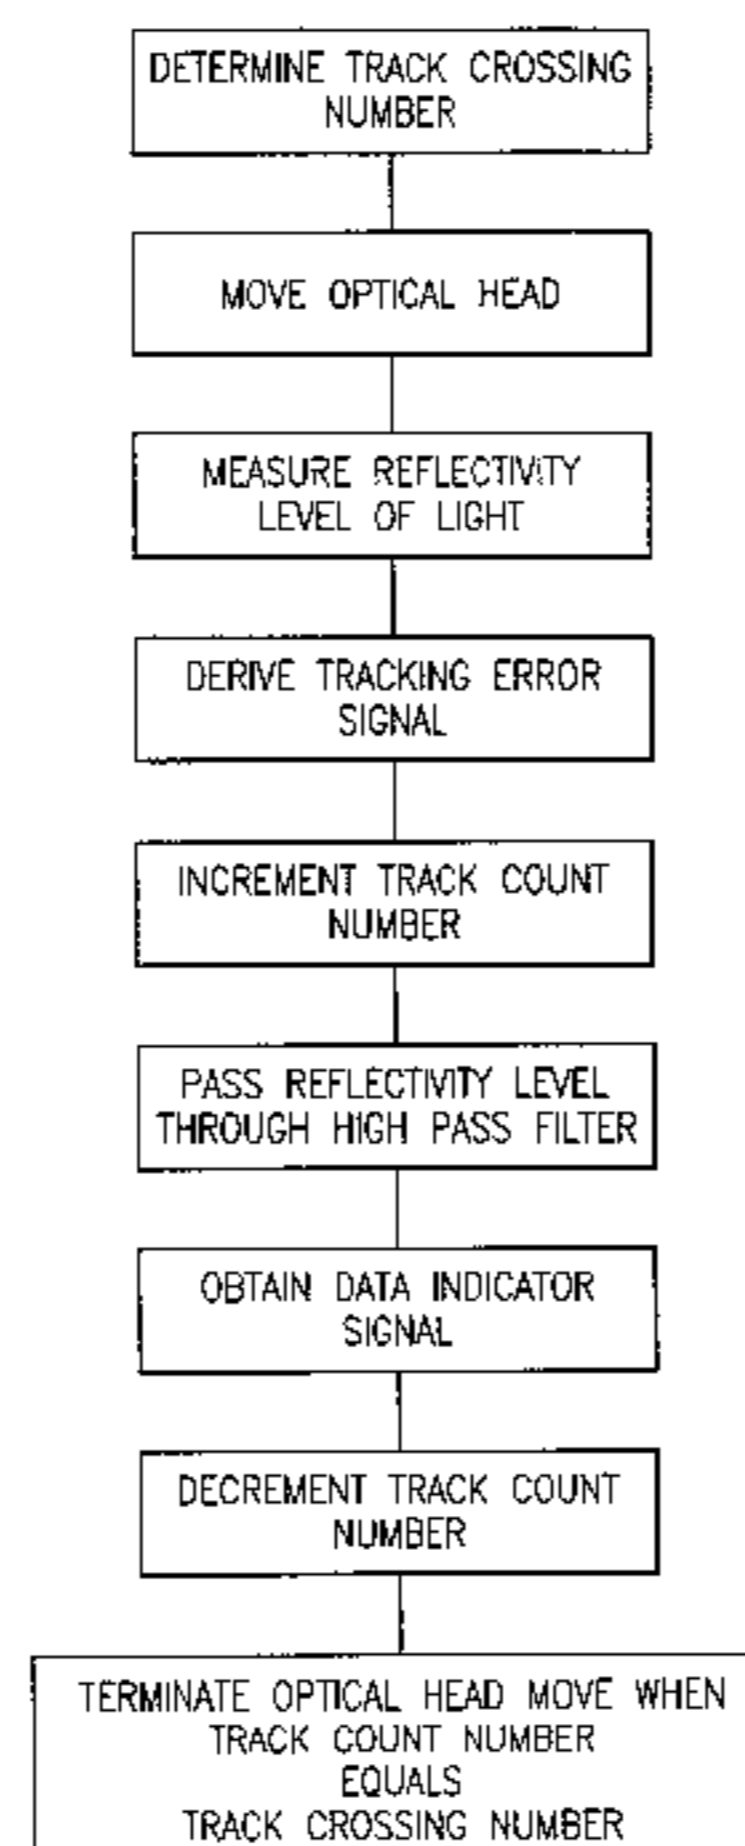 DETERMINE TRACK CROSSING
NUMBER
MOVE OPTICAL HEAD
MEASURE REFLECTIVITY
LEVEL OF LIGHT
DERIVE TRACKING ERROR
SIGNAL
INCREMENT TRACK COUNT
NUMBER
PASS REFLECTIVITY LEVEL
THROUGH HIGH PASS FILTER
OBTAIN DATA INDICATOR
SIGNAL
DECREMENT TRACK COUNT
NUMBER
TERMINATE OPTICAL HEAD MOVE WHEN
TRACK COUNT NUMBER
EQUALS
TRACK CROSSING NUMBER